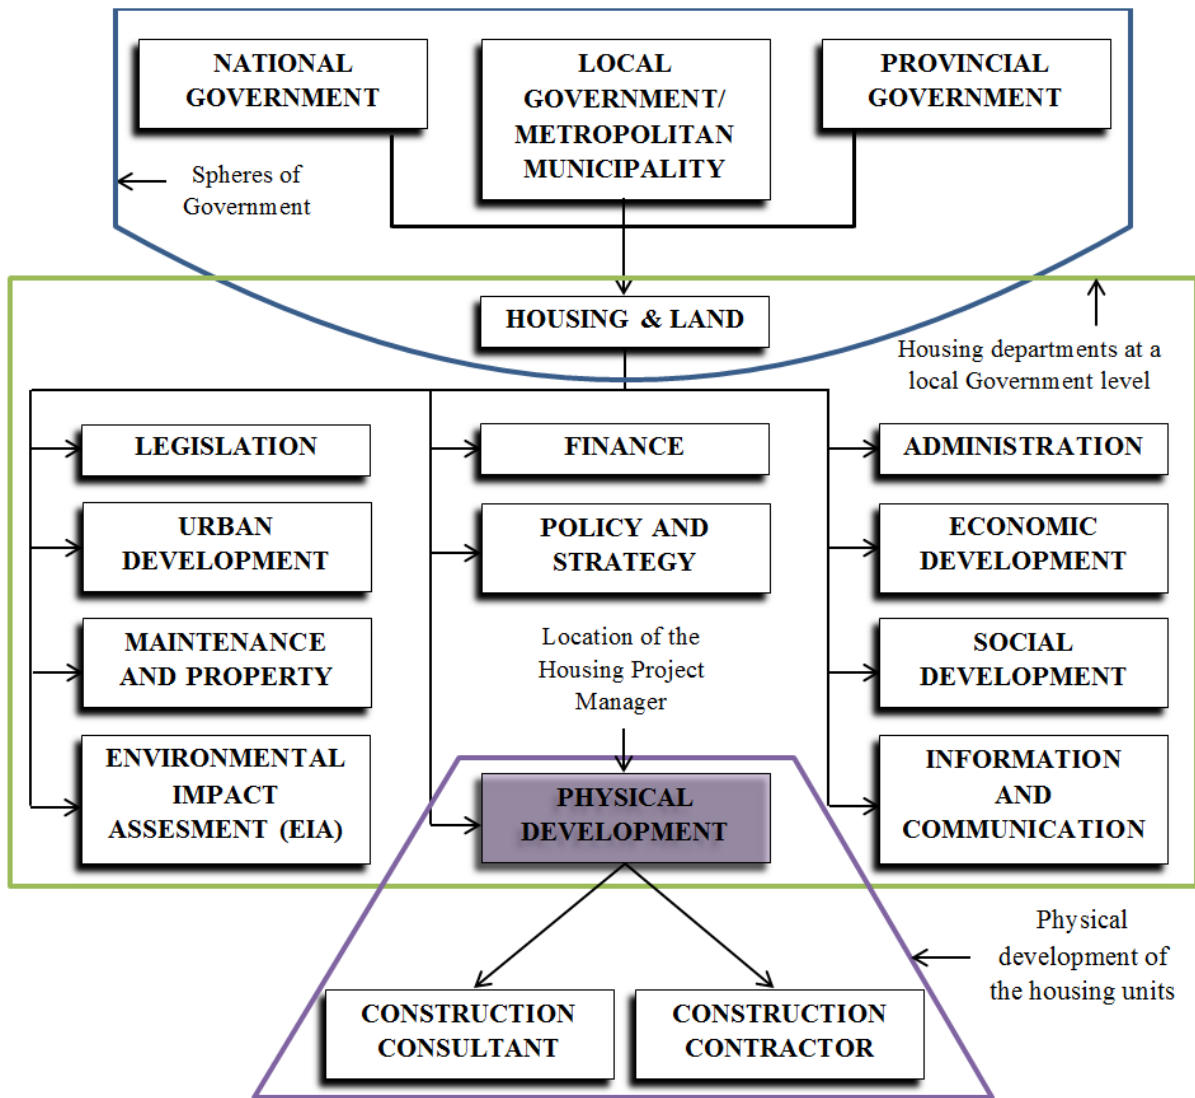 NATIONAL
GOVERNMENT
LOCAL
GOVERNMENT/
METROPOLITAN
MUNICIPALITY
PROVINCIAL
GOVERNMENT
Spheres of
Government
HOUSING & LAND
Housing departments at a
local Government level
LEGISLATION
FINANCE
ADMINISTRATION
URBAN
DEVELOPMENT
POLICY AND
STRATEGY
ECONOMIC
DEVELOPMENT
MAINTENANCE
AND PROPERTY
Location of the
Housing Project
Manager
SOCIAL
DEVELOPMENT
ENVIRONMENTAL
IMPACT
ASSESMENT (EIA)
PHYSICAL
DEVELOPMENT
INFORMATION
AND
COMMUNICATION
Physical
development of
the housing units
CONSTRUCTION
CONSULTANT
CONSTRUCTION
CONTRACTOR